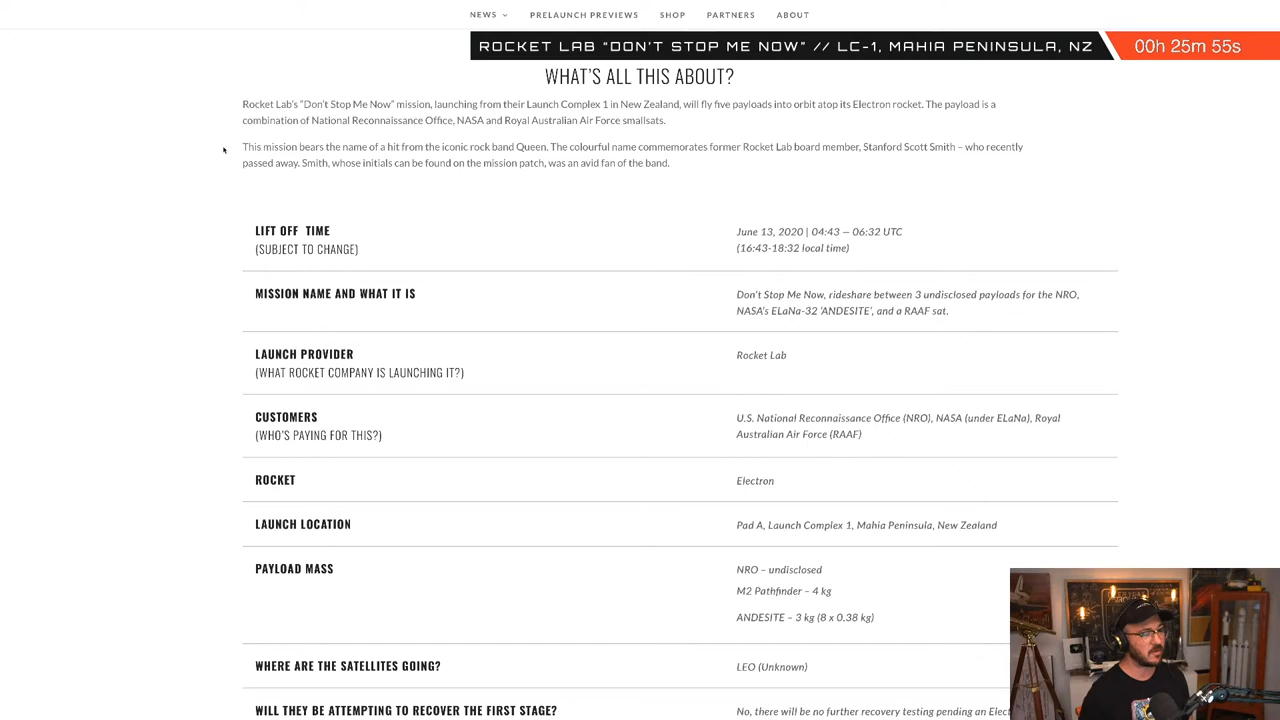 NEWS PRELAUNCH PREVIEWS SHOP PARTNERS ABOUT
ROCKET LAB "DON'T STOP ME NOW" // LC-1, MAHIA PENINSULA, NZ 00h 25m 55s
WHAT'S ALL THIS ABOUT?
Rocket Lab's "Don't Stop Me Now" mission, launching from their Launch Complex 1 in New Zealand, will fly five payloads into orbit atop its Electron rocket. The payload is a
combination of National Reconnaissance Office, NASA and Royal Australian Air Force smallsats.
This mission bears the name of a hit from the iconic rock band Queen. The colourful name commemorates former Rocket Lab board member, Stanford Scott Smith – who recently
passed away. Smith, whose initials can be found on the mission patch, was an avid fan of the band.
LIFT OFF TIME
(SUBJECT TO CHANGE)
June 13, 2020 | 04:43 — 06:32 UTC
(16:43-18:32 local time)
MISSION NAME AND WHAT IT IS
Don't Stop Me Now, rideshare between 3 undisclosed payloads for the NRO,
NASA's ELaNa-32 'ANDESITE', and a RAAF sat.
LAUNCH PROVIDER
(WHAT ROCKET COMPANY IS LAUNCHING IT?)
Rocket Lab
CUSTOMERS
(WHO'S PAYING FOR THIS?)
U.S. National Reconnaissance Office (NRO), NASA (under ELaNa), Royal
Australian Air Force (RAAF)
ROCKET
Electron
LAUNCH LOCATION
Pad A, Launch Complex 1, Mahia Peninsula, New Zealand
PAYLOAD MASS
NRO – undisclosed
M2 Pathfinder – 4 kg
ANDESITE – 3 kg (8 x 0.38 kg)
WHERE ARE THE SATELLITES GOING?
LEO (Unknown)
WILL THEY BE ATTEMPTING TO RECOVER THE FIRST STAGE?
No, there will be no further recovery testing pending an Elect